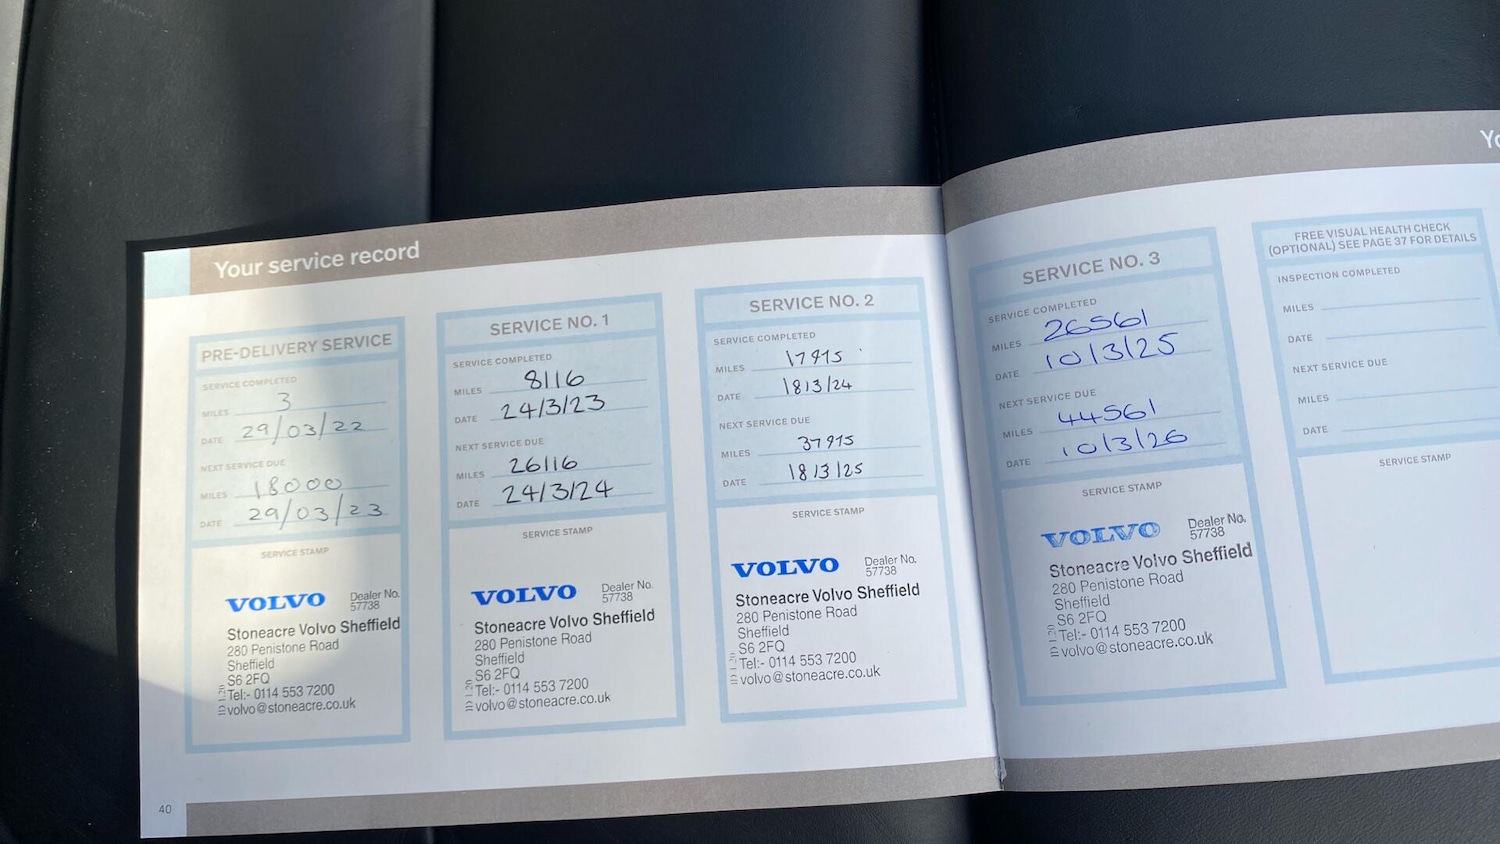 Your service record
PRE-DELIVERY SERVICE
SERVICE COMPLETED
MILES 3
DATE 29/03/22
NEXT SERVICE DUE
MILES 18000
DATE 29/03/23
SERVICE STAMP
VOLVO Dealer No.
57738
Stoneacre Volvo Sheffield
280 Penistone Road
Sheffield
S6 2FQ
Tel:- 0114 553 7200
volvo@stoneacre.co.uk
40
SERVICE NO. 1
SERVICE COMPLETED
MILES 8116
DATE 24/3/23
NEXT SERVICE DUE
MILES 26116
DATE 24/3/24
SERVICE STAMP
VOLVO Dealer No.
57738
Stoneacre Volvo Sheffield
280 Penistone Road
Sheffield
S6 2FQ
Tel:- 0114 553 7200
volvo@stoneacre.co.uk
SERVICE NO. 2
SERVICE COMPLETED
MILES
DATE 18/3/24
NEXT SERVICE DUE
MILES
DATE 18/3/25
SERVICE STAMP
VOLVO Dealer No.
57738
Stoneacre Volvo Sheffield
280 Penistone Road
Sheffield
S6 2FQ
Tel:- 0114 553 7200
volvo@stoneacre.co.uk
SERVICE NO. 3
SERVICE COMPLETED
MILES 26561
DATE 10/3/25
NEXT SERVICE DUE
MILES 44561
DATE 10/3/26
SERVICE STAMP
VOLVO Dealer No.
57738
Stoneacre Volvo Sheffield
280 Penistone Road
Sheffield
S6 2FQ
Tel:- 0114 553 7200
volvo@stoneacre.co.uk
FREE VISUAL HEALTH CHECK
(OPTIONAL) SEE PAGE 37 FOR DETAILS
INSPECTION COMPLETED
MILES
DATE
NEXT SERVICE DUE
MILES
DATE
SERVICE STAMP